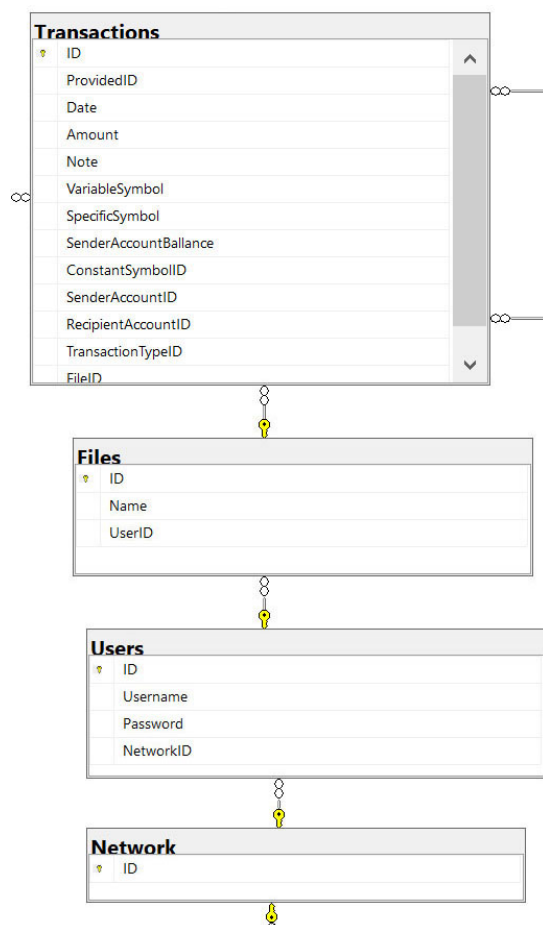 Transactions
ID
ProvidedID
Date
Amount
Note
VariableSymbol
SpecificSymbol
SenderAccountBallance
ConstantSymbolID
SenderAccountID
RecipientAccountID
TransactionTypeID
FileID
Files
ID
Name
UserID
Users
ID
Username
Password
NetworkID
Network
ID